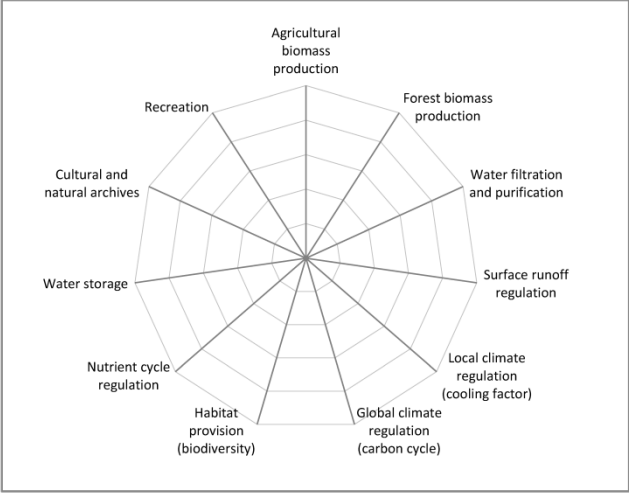 Agricultural
biomass
production
Forest biomass
production
Water filtration
and purification
Surface runoff
regulation
Local climate
regulation
(cooling factor)
Global climate
regulation
(carbon cycle)
Habitat
provision
(biodiversity)
Nutrient cycle
regulation
Water storage
Cultural and
natural archives
Recreation